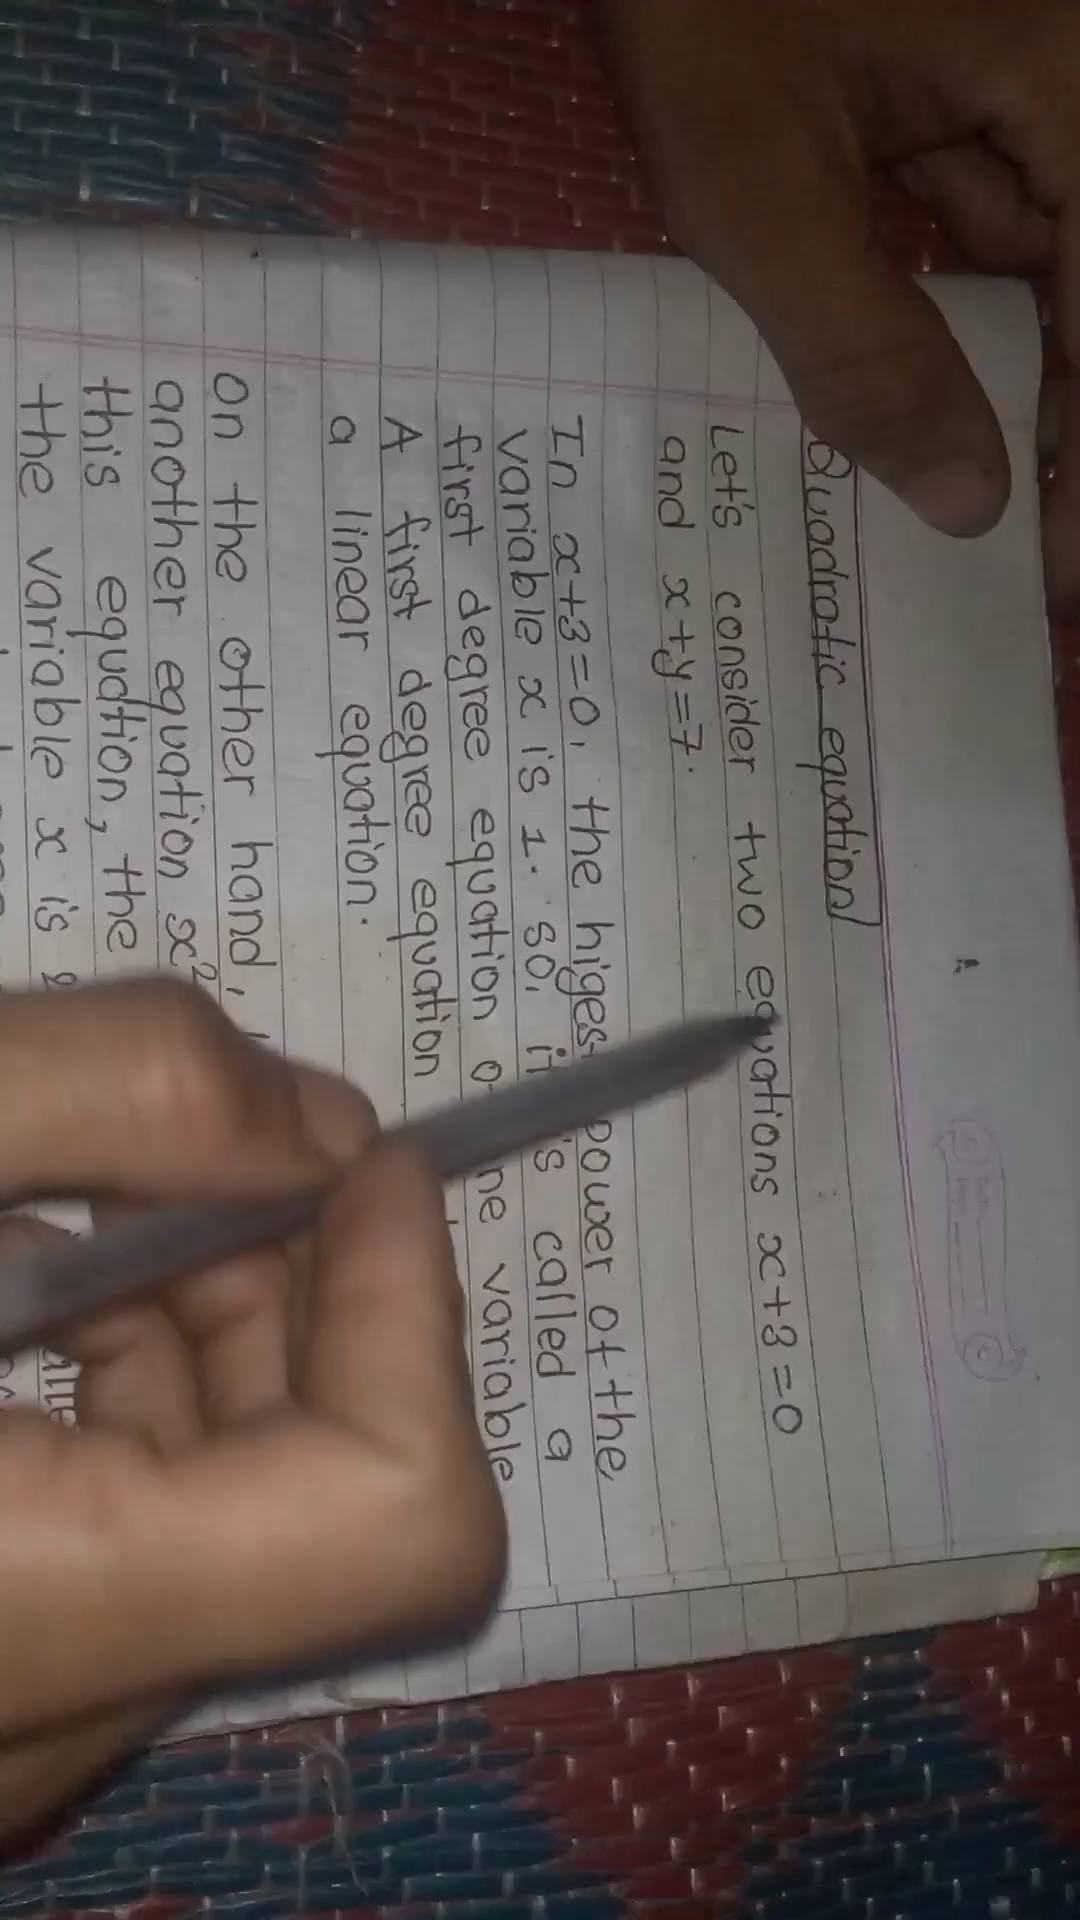 Quadratic equation
Let's consider two equations x+3=0
and x+y=7.
In x+3=0, the higes power of the
variable x is 1. so, it is called a
first degree equation o ne variable
A first degree equation
a linear equation.
on the other hand,
another equation x²
this equation, the
the variable x is